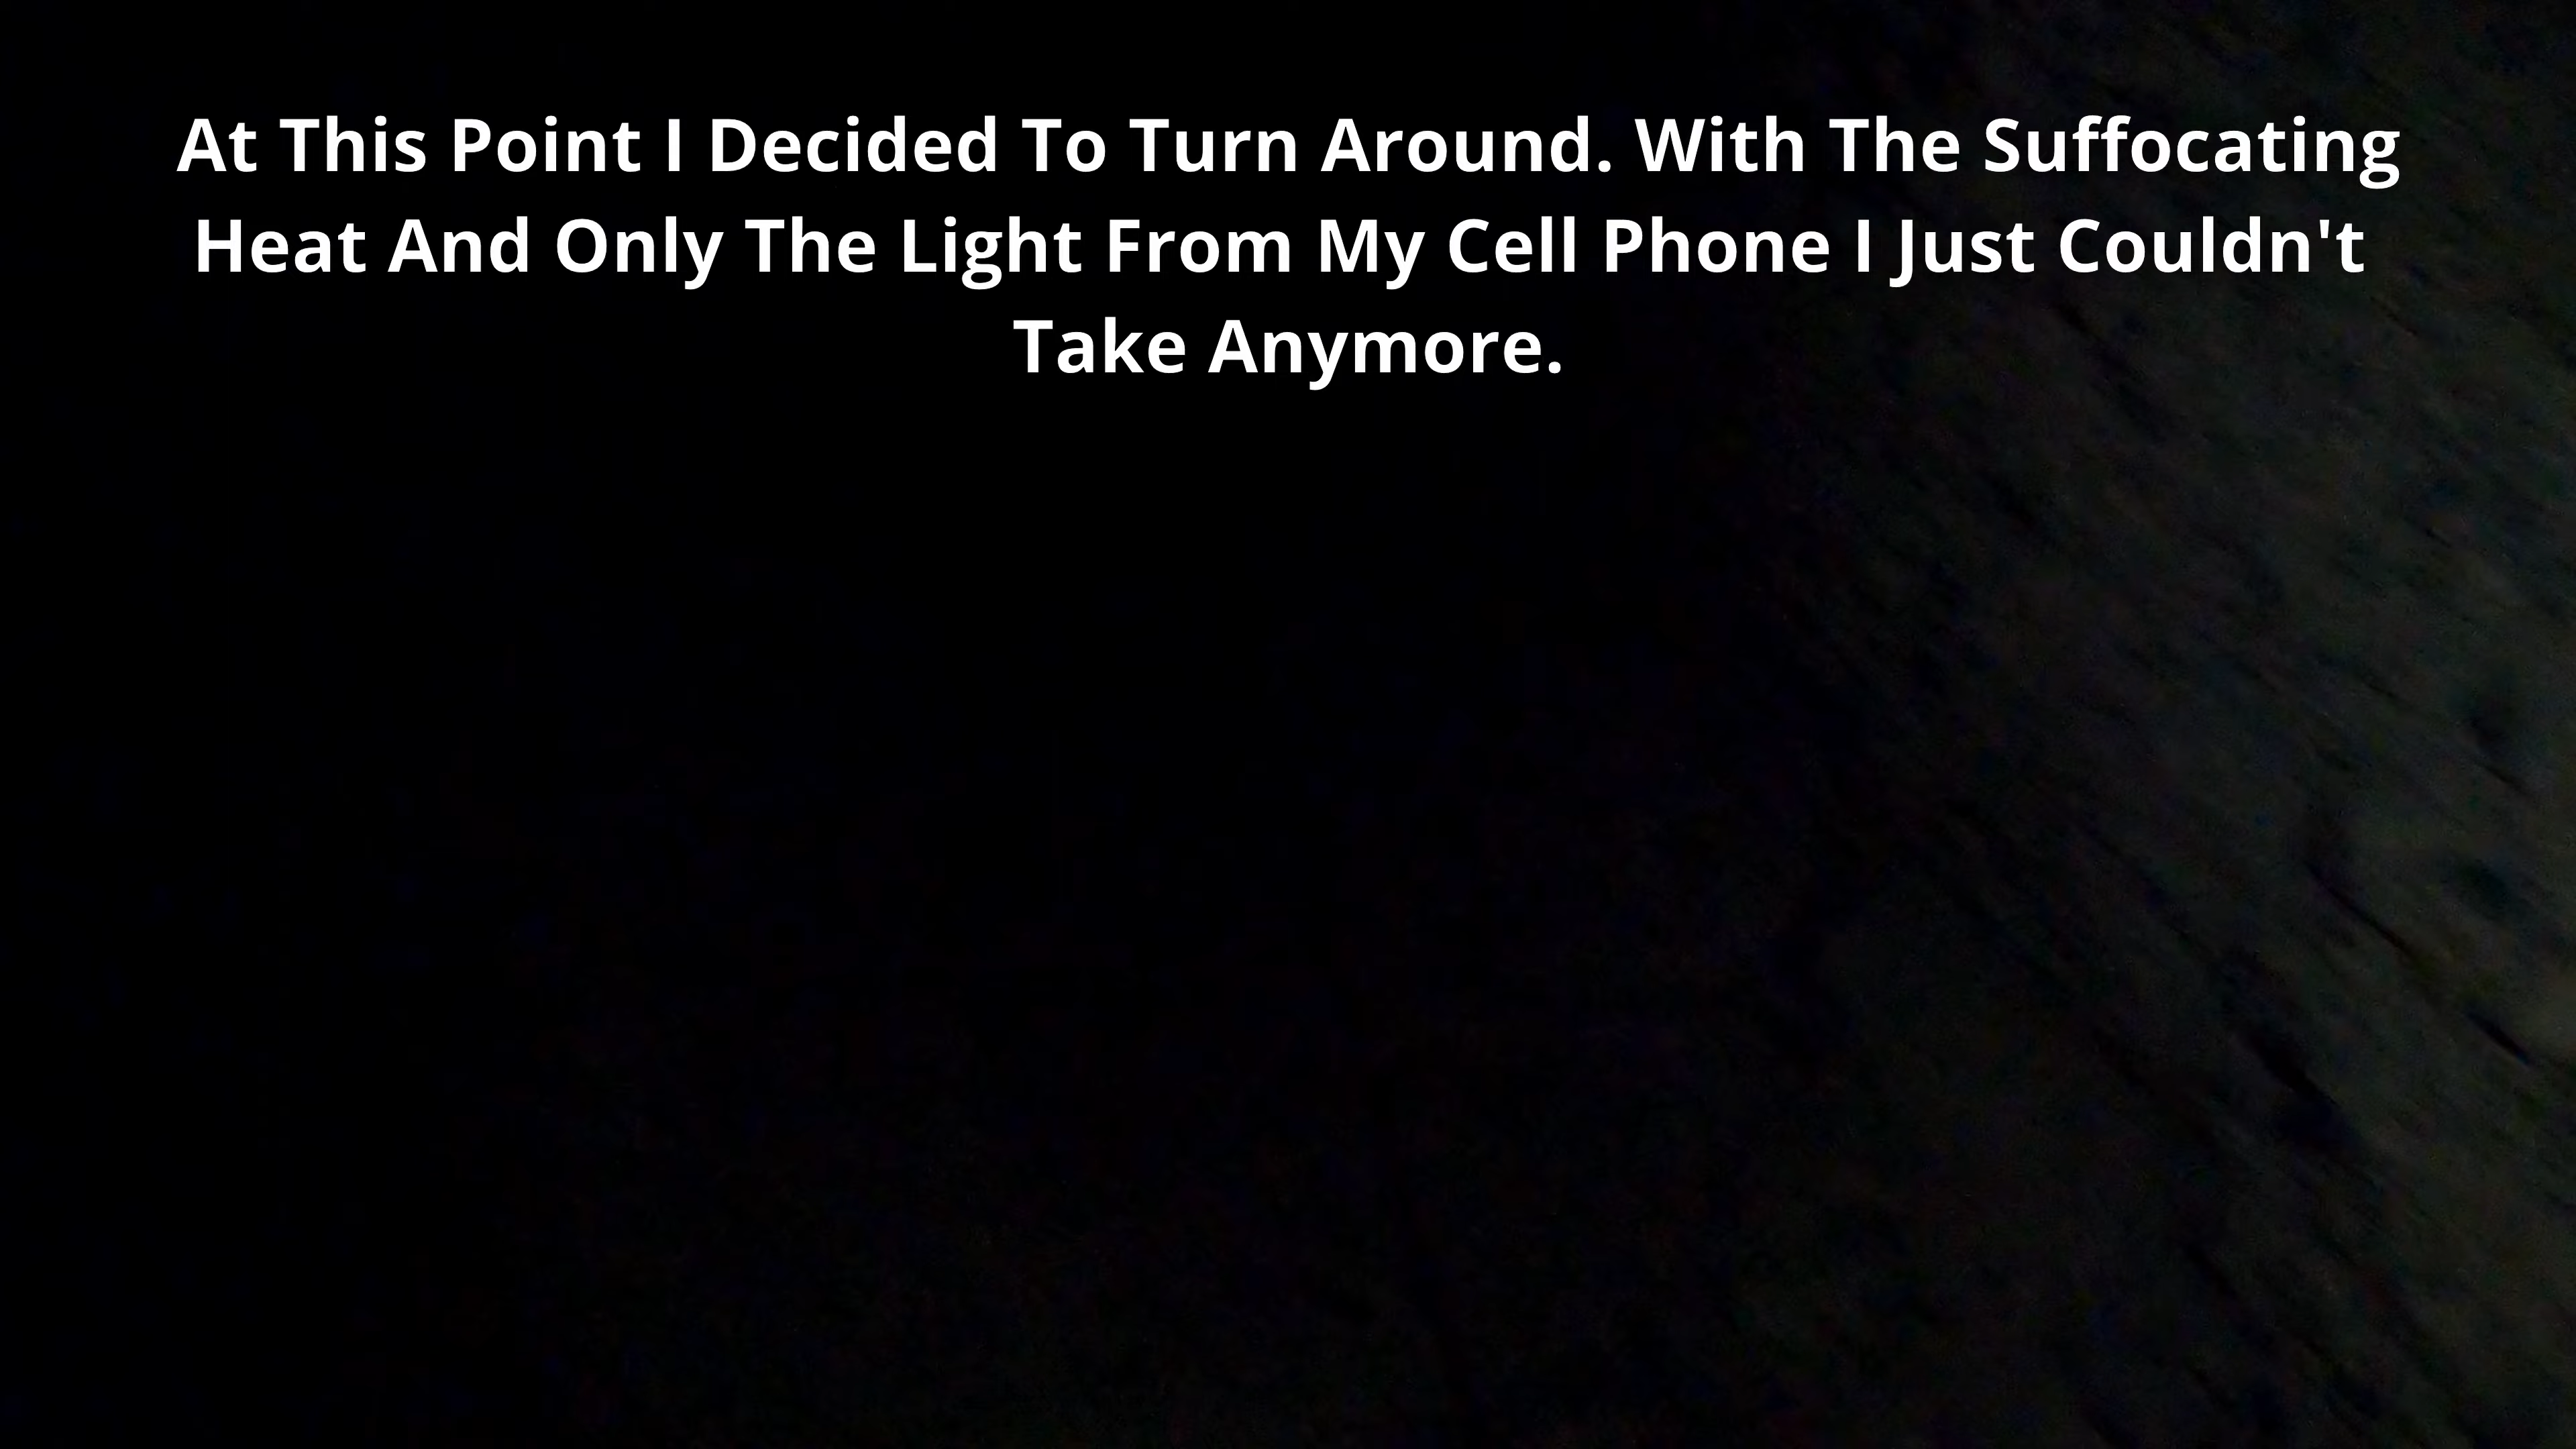 At This Point I Decided To Turn Around. With The Suffocating
Heat And Only The Light From My Cell Phone I Just Couldn't
Take Anymore.